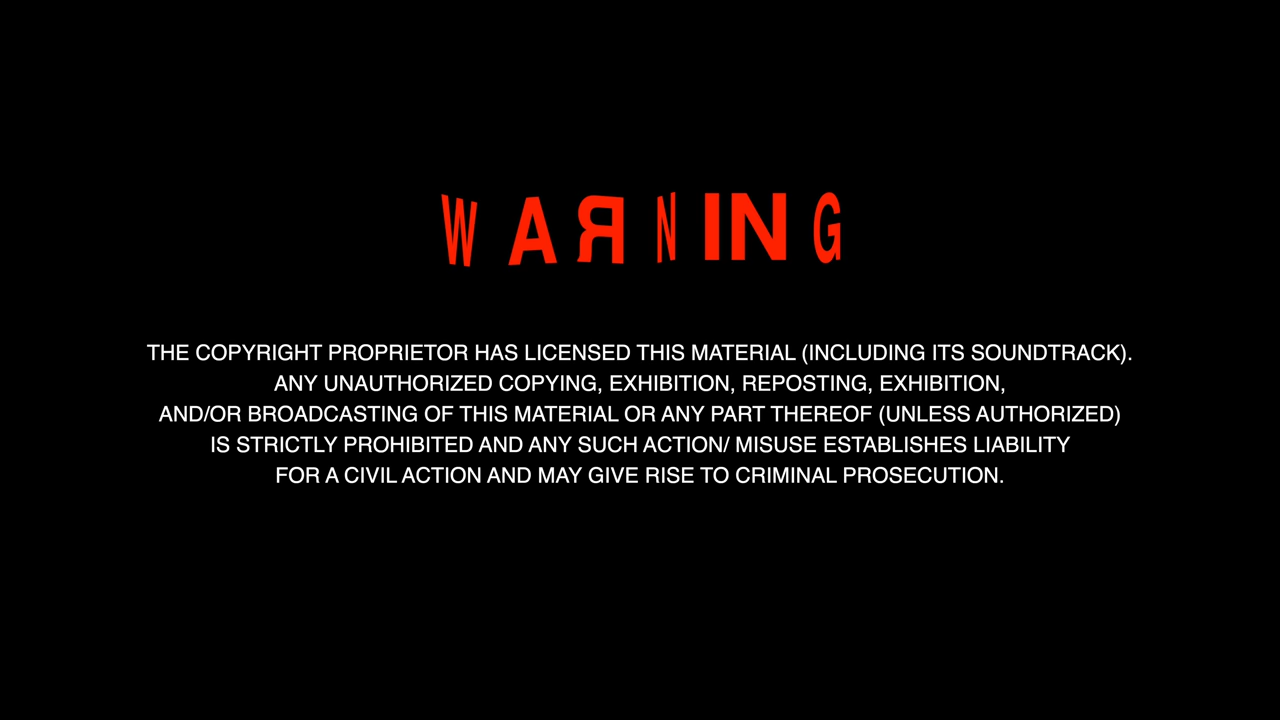 WARNING
THE COPYRIGHT PROPRIETOR HAS LICENSED THIS MATERIAL (INCLUDING ITS SOUNDTRACK).
ANY UNAUTHORIZED COPYING, EXHIBITION, REPOSTING, EXHIBITION,
AND/OR BROADCASTING OF THIS MATERIAL OR ANY PART THEREOF (UNLESS AUTHORIZED)
IS STRICTLY PROHIBITED AND ANY SUCH ACTION/ MISUSE ESTABLISHES LIABILITY
FOR A CIVIL ACTION AND MAY GIVE RISE TO CRIMINAL PROSECUTION.